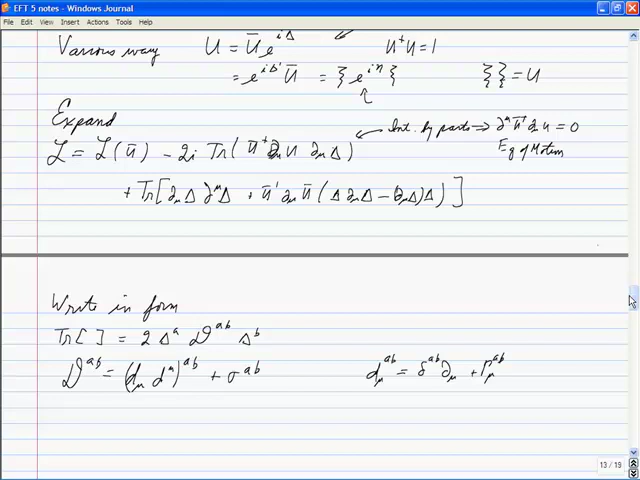 EFT 5 notes - Windows Journal
File Edit View Insert Actions Tools Help
Various way U = Ū e^{iΔ} U†U = 1
= e^{iΔ'} Ū = ξ e^{iη} ξ ξξ = U
Expand
ℒ = ℒ(Ū) - 2i Tr(Ū† ∂_μ U ∂_μ Δ) Int. by parts ⇒ ∂^μ Ū† ∂_μ U = 0
Eq of Motion
+ Tr[∂_μ Δ ∂^μ Δ + Ū† ∂_μ Ū (Δ ∂_μ Δ - (∂_μ Δ) Δ)]
Write in form
Tr[ ] = 2 Δ^a D^{ab} Δ^b
D^{ab} = (d_μ d^μ)^{ab} + σ^{ab} d_μ^{ab} = δ^{ab} ∂_μ + Γ_μ^{ab}
13 / 19